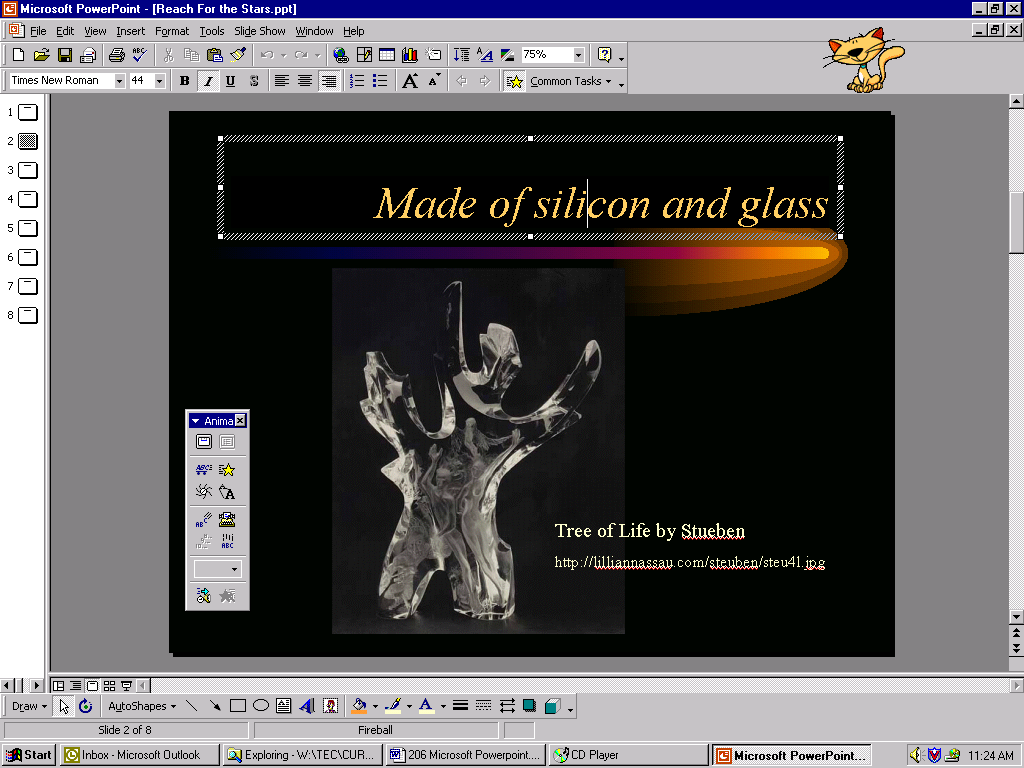 Microsoft PowerPoint - [Reach For the Stars.ppt]
File Edit View Insert Format Tools Slide Show Window Help
75%
Times New Roman 44 B I U S Common Tasks
1
2
3
4
5
6
7
8
Made of silicon and glass
Anima
Tree of Life by Stueben
http://lilliannassau.com/steuben/steu41.jpg
Draw AutoShapes
Slide 2 of 8 Fireball
Start Inbox - Microsoft Outlook Exploring - W:\TEC\CUR... 206 Microsoft Powerpoint.... CD Player Microsoft PowerPoint... 11:24 AM